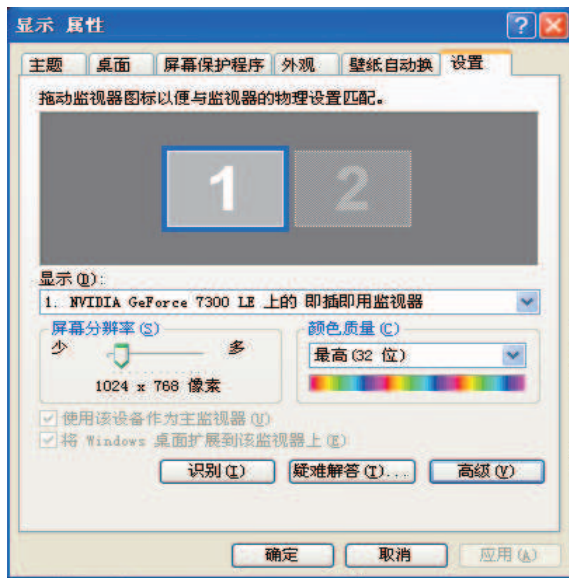 显示 属性
主题 桌面 屏幕保护程序 外观 壁纸自动换 设置
拖动监视器图标以便与监视器的物理设置匹配。
1 2
显示(D):
1. NVIDIA GeForce 7300 LE 上的 即插即用监视器
屏幕分辨率(S) 颜色质量(C)
少 多 最高(32 位)
1024 x 768 像素
使用该设备作为主监视器(U)
将 Windows 桌面扩展到该监视器上(E)
识别(I) 疑难解答(T)... 高级(V)
确定 取消 应用(A)